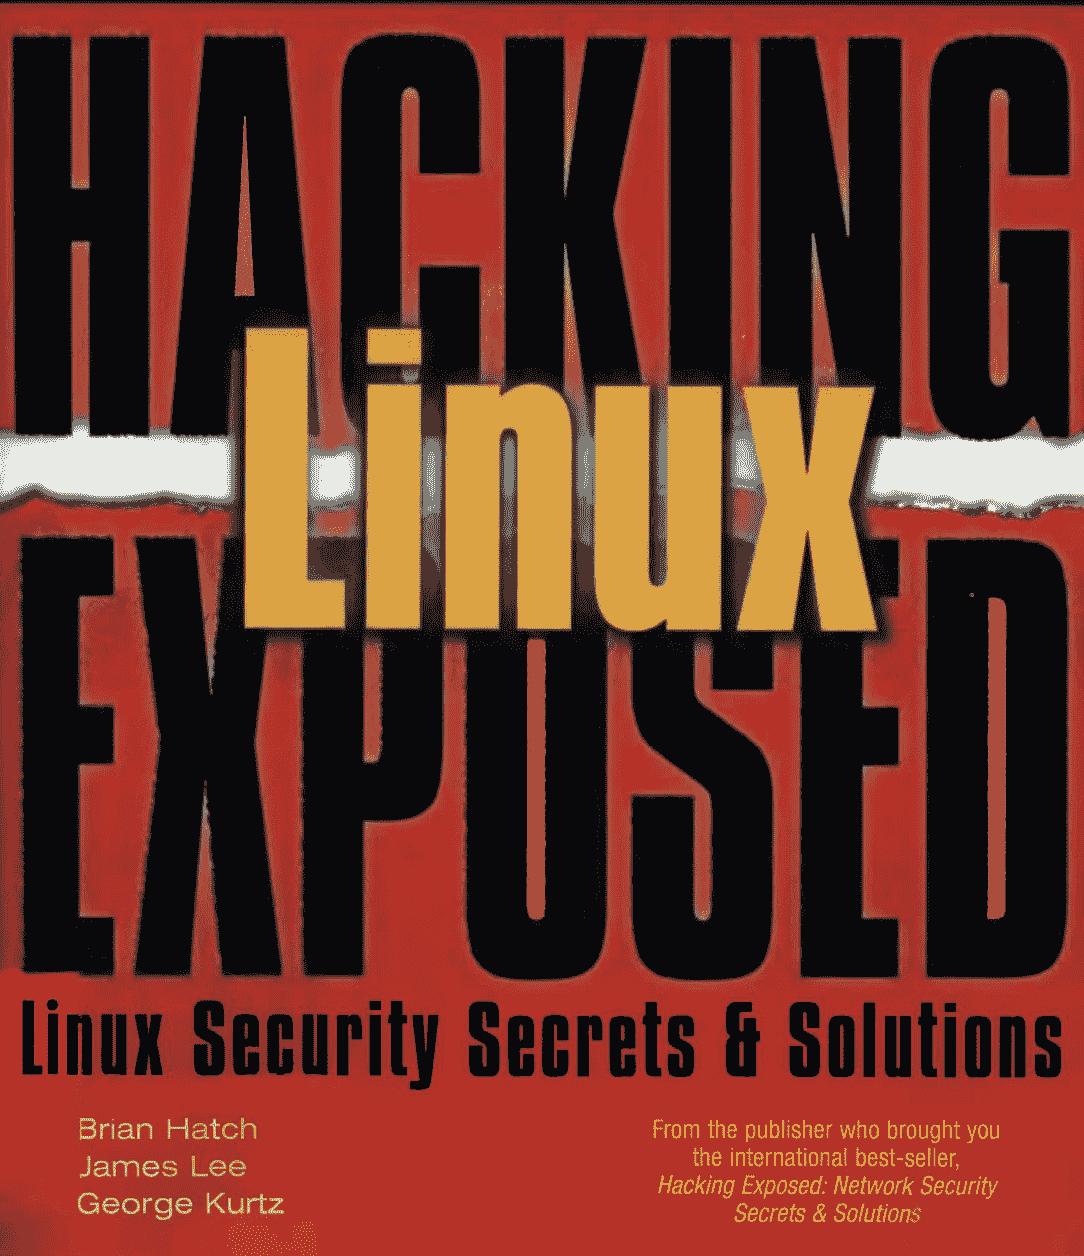 HACKING
Linux
EXPOSED
Linux Security Secrets & Solutions
Brian Hatch
James Lee
George Kurtz
From the publisher who brought you
the international best-seller,
Hacking Exposed: Network Security
Secrets & Solutions